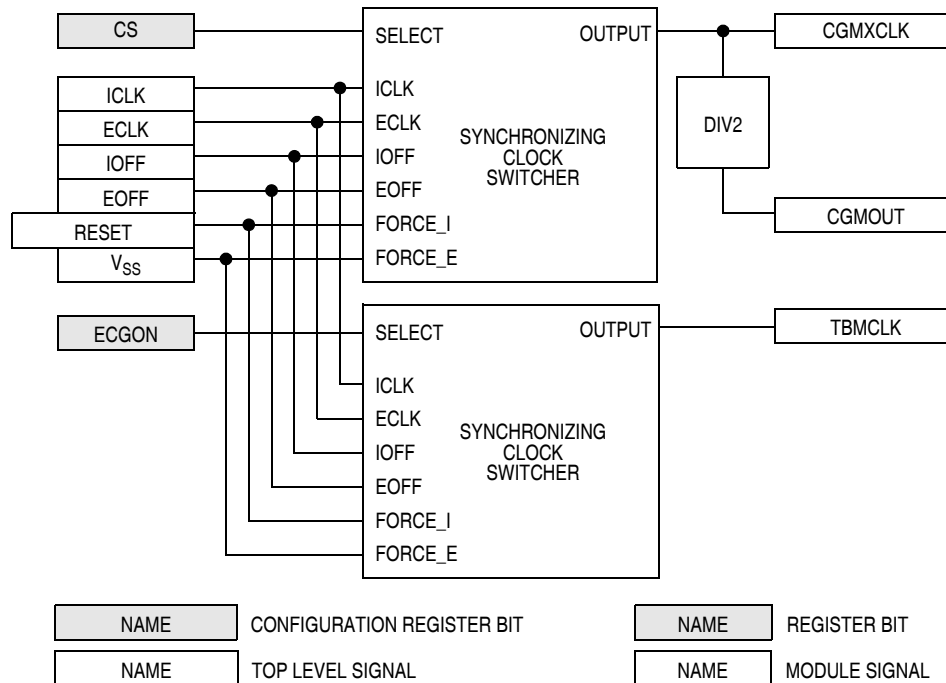 CS
SELECT
OUTPUT
CGMXCLK
ICLK
ICLK
ECLK
ECLK
IOFF
IOFF
EOFF
EOFF
RESET
FORCE_I
VSS
FORCE_E
SYNCHRONIZING
CLOCK
SWITCHER
DIV2
CGMOUT
ECGON
SELECT
OUTPUT
TBMCLK
ICLK
ECLK
IOFF
EOFF
FORCE_I
FORCE_E
SYNCHRONIZING
CLOCK
SWITCHER
NAME CONFIGURATION REGISTER BIT
NAME REGISTER BIT
NAME TOP LEVEL SIGNAL
NAME MODULE SIGNAL